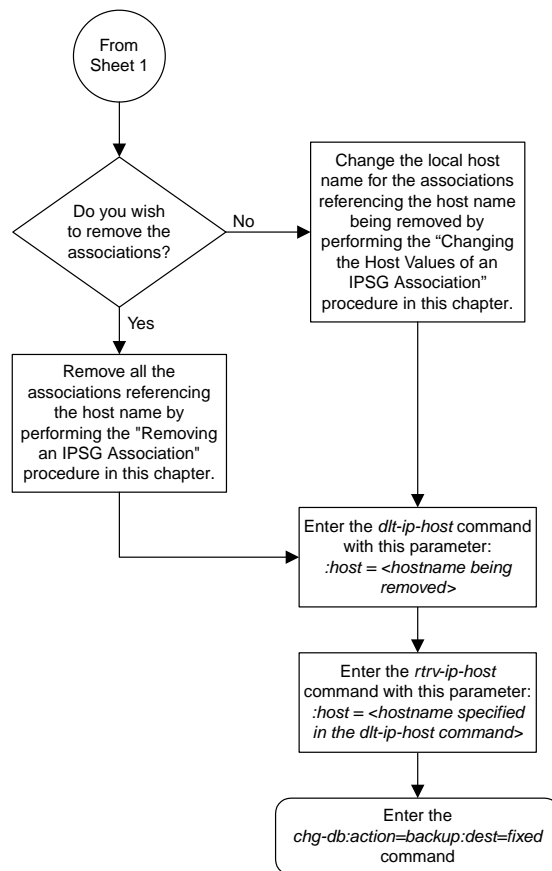 From
Sheet 1
Do you wish
to remove the
associations?
No
Yes
Change the local host
name for the associations
referencing the host name
being removed by
performing the “Changing
the Host Values of an
IPSG Association”
procedure in this chapter.
Remove all the
associations referencing
the host name by
performing the "Removing
an IPSG Association"
procedure in this chapter.
Enter the dlt-ip-host command
with this parameter:
:host = <hostname being
removed>
Enter the rtrv-ip-host
command with this parameter:
:host = <hostname specified
in the dlt-ip-host command>
Enter the
chg-db:action=backup:dest=fixed
command